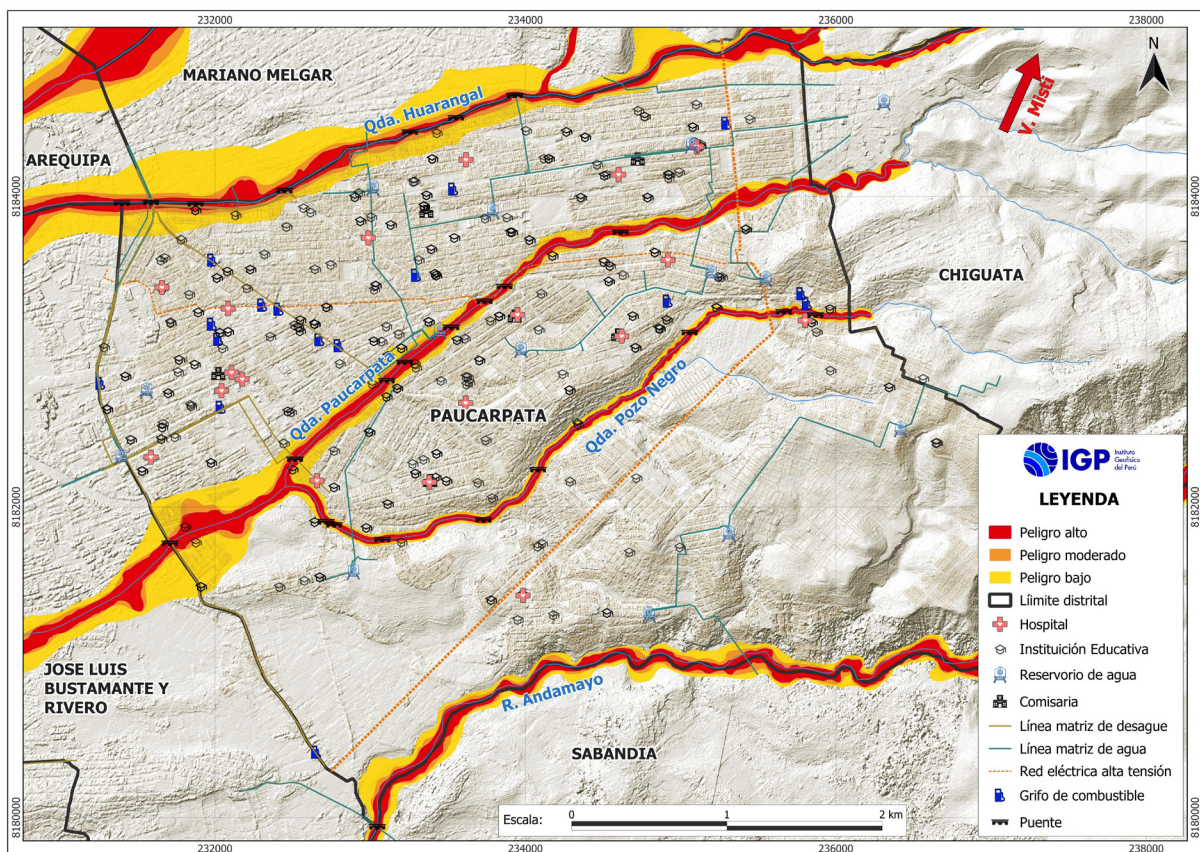 232000
234000
236000
238000
N
V. Misti
MARIANO MELGAR
Qda. Huarangal
AREQUIPA
8184000
8184000
CHIGUATA
Qda. Paucarpata
PAUCARPATA
Qda. Pozo Negro
8182000
8182000
JOSE LUIS
BUSTAMANTE Y
RIVERO
R. Andamayo
SABANDIA
IGP
Instituto
Geofísico
del Perú
LEYENDA
Peligro alto
Peligro moderado
Peligro bajo
Líimite distrital
Hospital
Instituición Educativa
Reservorio de agua
Comisaria
Línea matriz de desague
Línea matriz de agua
Red eléctrica alta tensión
Grifo de combustible
Puente
Escala:
0
1
2 km
8180000
8180000
232000
234000
236000
238000